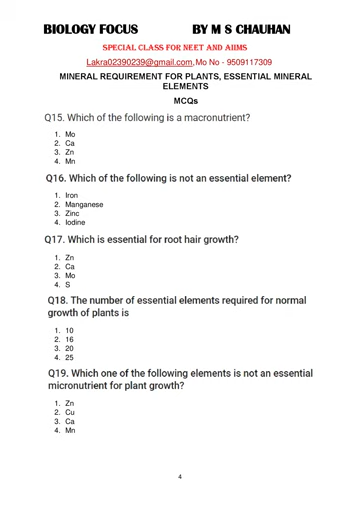 BIOLOGY FOCUS BY M S CHAUHAN
SPECIAL CLASS FOR NEET AND AIIMS
Lakra02390239@gmail.com,Mo No - 9509117309
MINERAL REQUIREMENT FOR PLANTS, ESSENTIAL MINERAL
ELEMENTS
MCQs
Q15. Which of the following is a macronutrient?
1. Mo
2. Ca
3. Zn
4. Mn
Q16. Which of the following is not an essential element?
1. Iron
2. Manganese
3. Zinc
4. Iodine
Q17. Which is essential for root hair growth?
1. Zn
2. Ca
3. Mo
4. S
Q18. The number of essential elements required for normal
growth of plants is
1. 10
2. 16
3. 20
4. 25
Q19. Which one of the following elements is not an essential
micronutrient for plant growth?
1. Zn
2. Cu
3. Ca
4. Mn
4